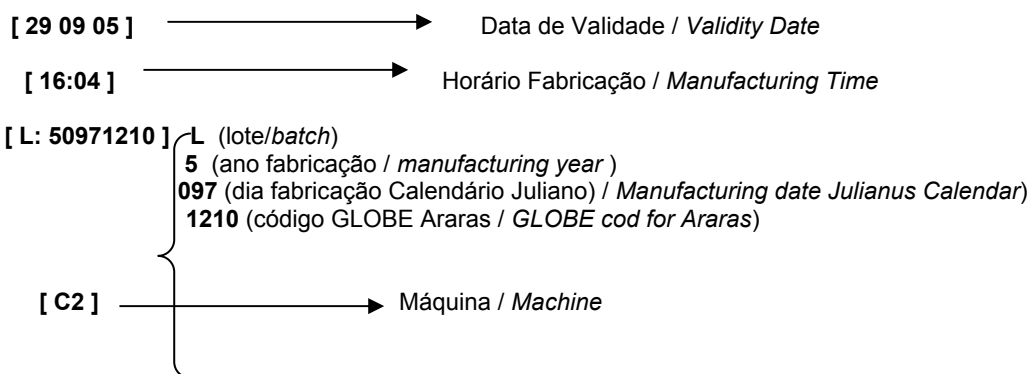 [ 29 09 05 ] Data de Validade / Validity Date
[ 16:04 ] Horário Fabricação / Manufacturing Time
[ L: 50971210 ] L (lote/batch)
5 (ano fabricação / manufacturing year )
097 (dia fabricação Calendário Juliano) / Manufacturing date Julianus Calendar)
1210 (código GLOBE Araras / GLOBE cod for Araras)
[ C2 ] Máquina / Machine